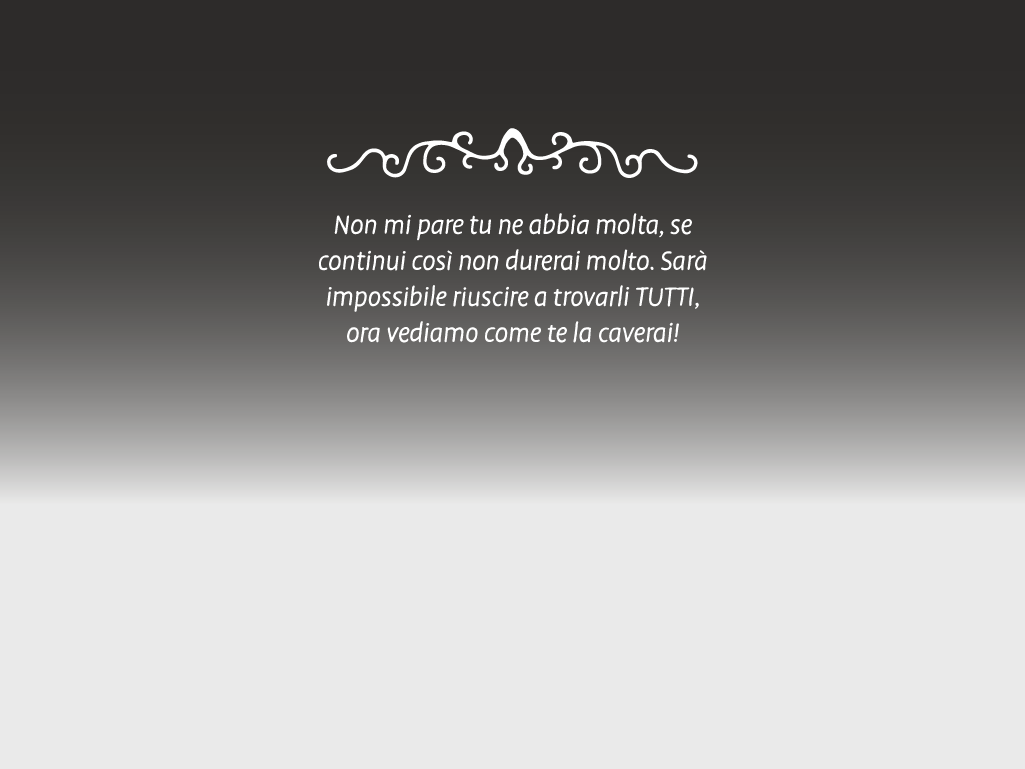 Non mi pare tu ne abbia molta, se
continui così non durerai molto. Sarà
impossibile riuscire a trovarli TUTTI,
ora vediamo come te la caverai!